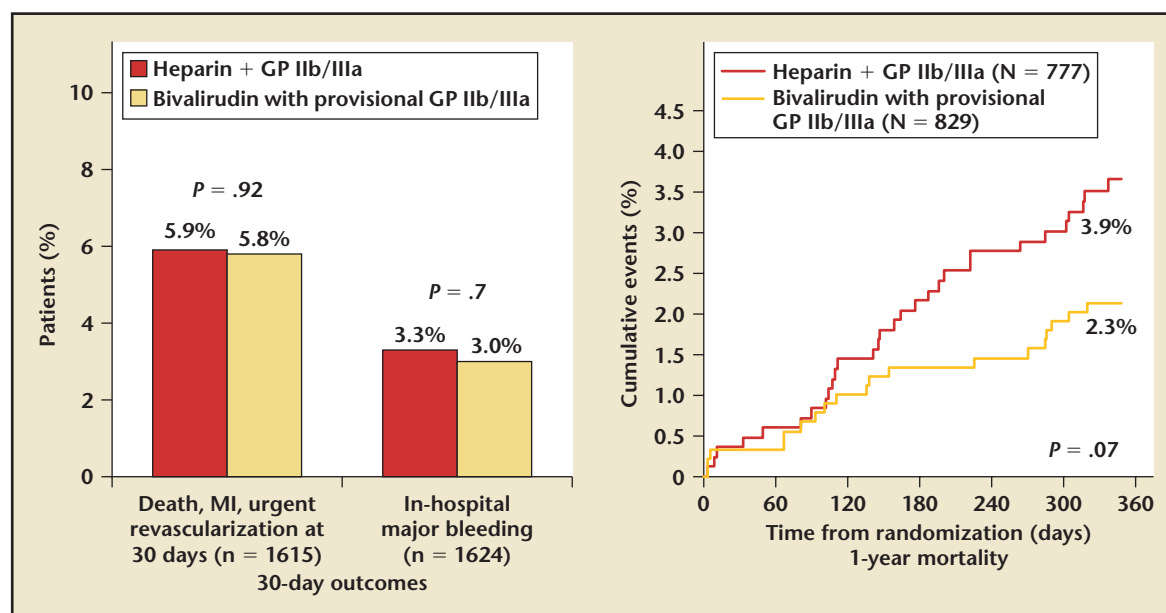 Heparin + GP IIb/IIIa
Bivalirudin with provisional GP IIb/IIIa
10
8
6
4
2
0
Patients (%)
P = .92
5.9%
5.8%
P = .7
3.3%
3.0%
Death, MI, urgent
revascularization at
30 days (n = 1615)
In-hospital
major bleeding
(n = 1624)
30-day outcomes
Heparin + GP IIb/IIIa (N = 777)
Bivalirudin with provisional
GP IIb/IIIa (N = 829)
4.5
4.0
3.5
3.0
2.5
2.0
1.5
1.0
0.5
0
Cumulative events (%)
3.9%
2.3%
P = .07
0 60 120 180 240 300 360
Time from randomization (days)
1-year mortality